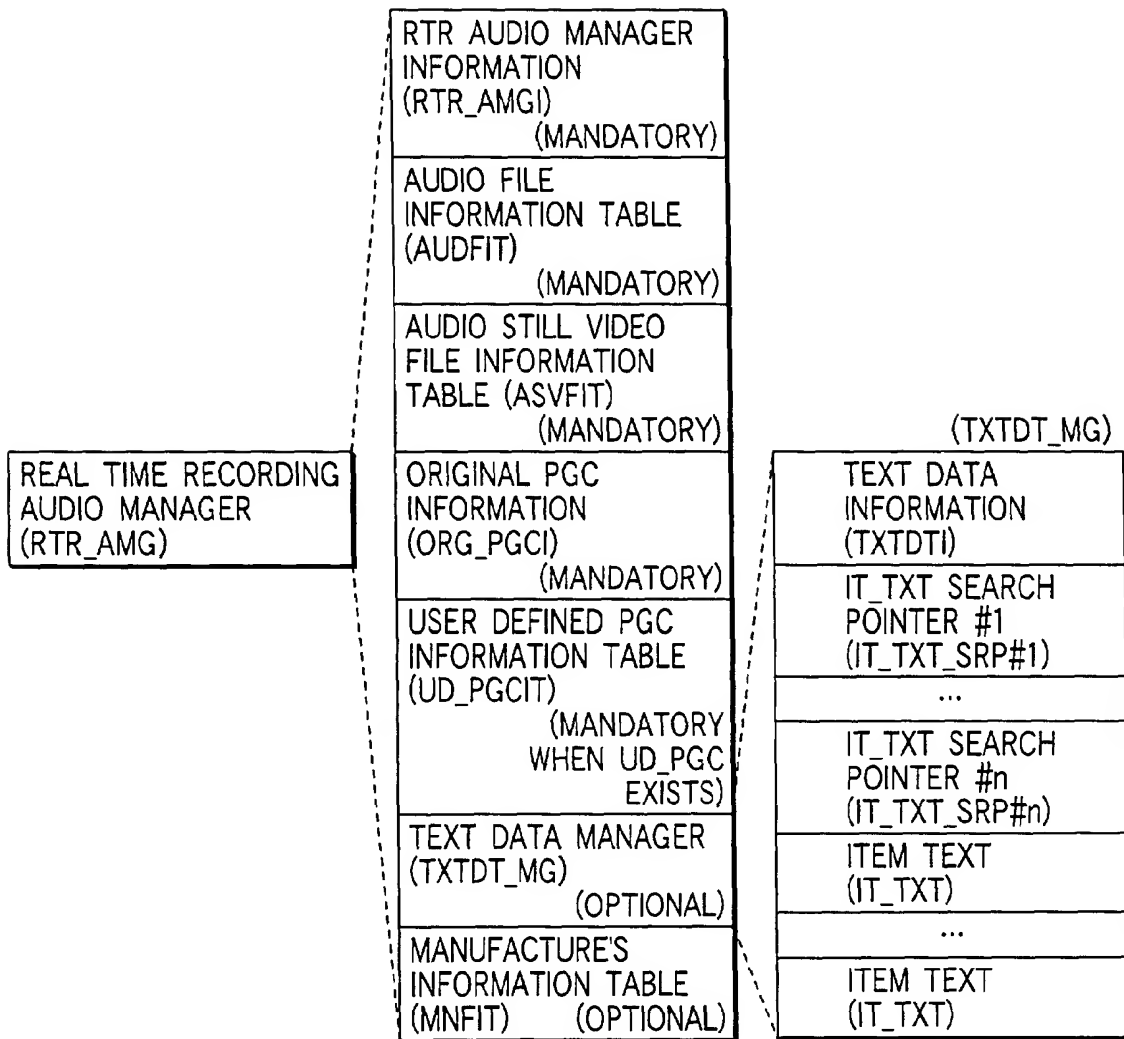 REAL TIME RECORDING
AUDIO MANAGER
(RTR_AMG)
RTR AUDIO MANAGER
INFORMATION
(RTR_AMGI)
(MANDATORY)
AUDIO FILE
INFORMATION TABLE
(AUDFIT)
(MANDATORY)
AUDIO STILL VIDEO
FILE INFORMATION
TABLE (ASVFIT)
(MANDATORY)
ORIGINAL PGC
INFORMATION
(ORG_PGCI)
(MANDATORY)
USER DEFINED PGC
INFORMATION TABLE
(UD_PGCIT)
(MANDATORY
WHEN UD_PGC
EXISTS)
TEXT DATA MANAGER
(TXTDT_MG)
(OPTIONAL)
MANUFACTURE'S
INFORMATION TABLE
(MNFIT) (OPTIONAL)
(TXTDT_MG)
TEXT DATA
INFORMATION
(TXTDTI)
IT_TXT SEARCH
POINTER #1
(IT_TXT_SRP#1)
...
IT_TXT SEARCH
POINTER #n
(IT_TXT_SRP#n)
ITEM TEXT
(IT_TXT)
...
ITEM TEXT
(IT_TXT)